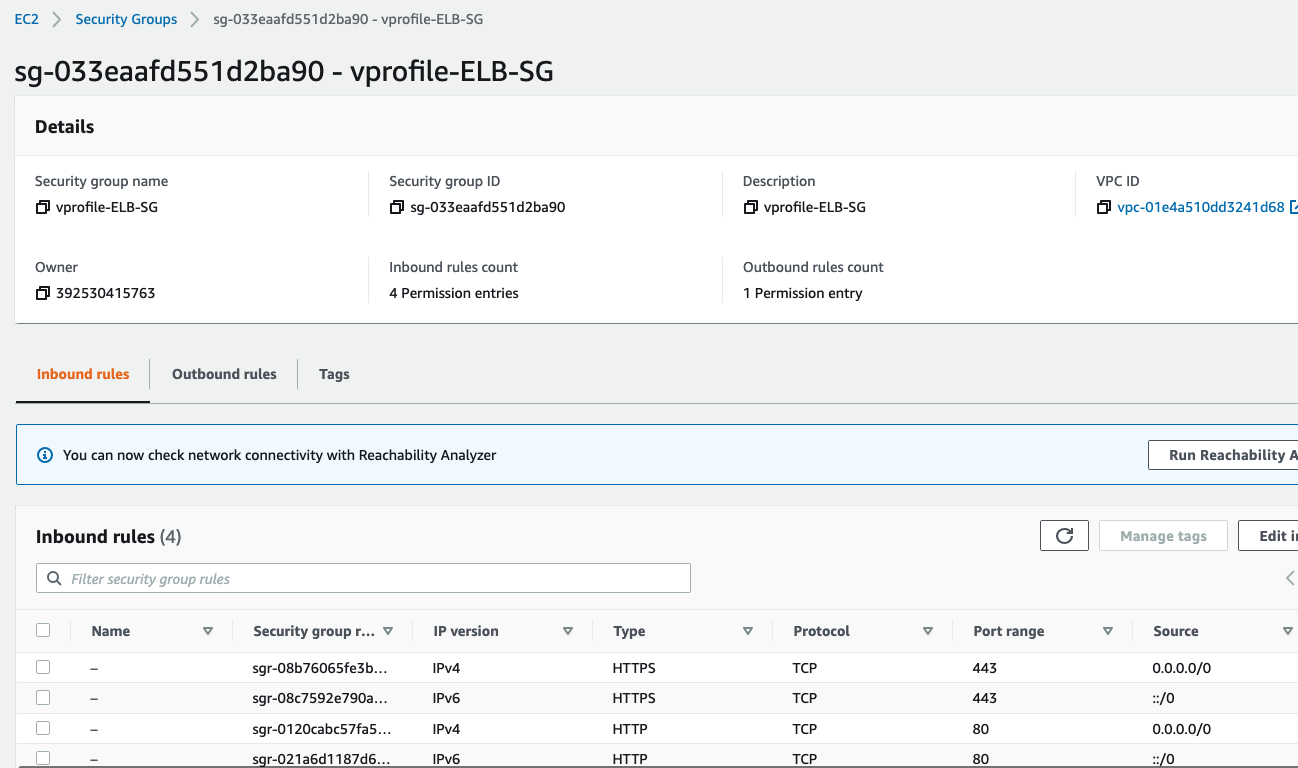 EC2 Security Groups sg-033eaafd551d2ba90 - vprofile-ELB-SG
sg-033eaafd551d2ba90 - vprofile-ELB-SG
Details
Security group name Security group ID Description VPC ID
vprofile-ELB-SG sg-033eaafd551d2ba90 vprofile-ELB-SG vpc-01e4a510dd3241d68
Owner Inbound rules count Outbound rules count
392530415763 4 Permission entries 1 Permission entry
Inbound rules Outbound rules Tags
You can now check network connectivity with Reachability Analyzer Run Reachability A
Inbound rules (4) Manage tags Edit i
Filter security group rules
Name Security group r... IP version Type Protocol Port range Source
– sgr-08b76065fe3b... IPv4 HTTPS TCP 443 0.0.0.0/0
– sgr-08c7592e790a... IPv6 HTTPS TCP 443 ::/0
– sgr-0120cabc57fa5... IPv4 HTTP TCP 80 0.0.0.0/0
– sgr-021a6d1187d6... IPv6 HTTP TCP 80 ::/0